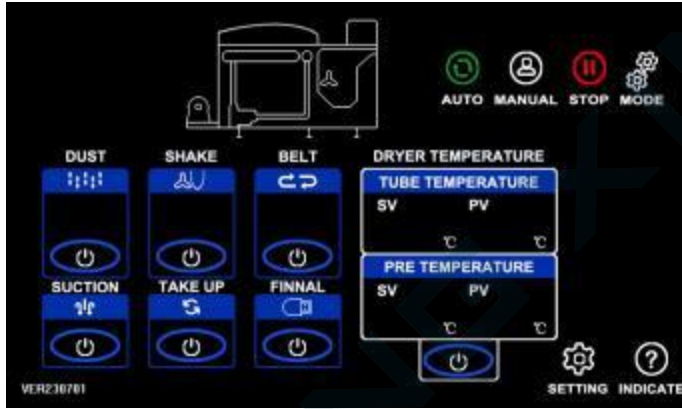 AUTO MANUAL STOP MODE
DUST SHAKE BELT DRYER TEMPERATURE
TUBE TEMPERATURE
SV PV
℃ ℃
PRE TEMPERATURE
SUCTION TAKE UP FINNAL
SV PV
℃ ℃
SETTING INDICATE
VER230701